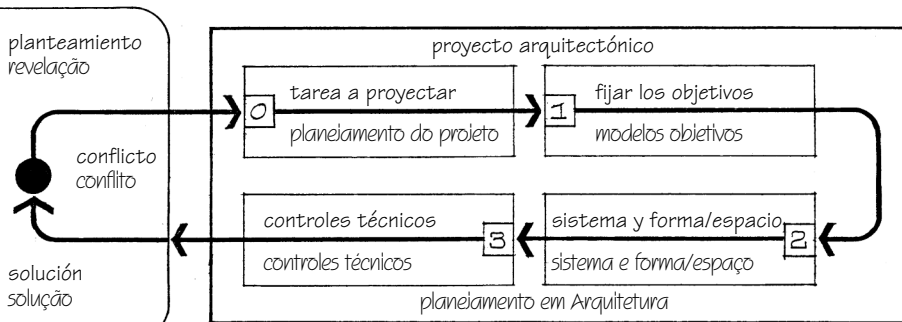 planteamiento
revelação
conflicto
conflito
solución
solução
proyecto arquitectónico
0
tarea a proyectar
planejamento do projeto
1
fijar los objetivos
modelos objetivos
controles técnicos
3
controles técnicos
sistema y forma/espacio
2
sistema e forma/espaço
planejamento em Arquitetura